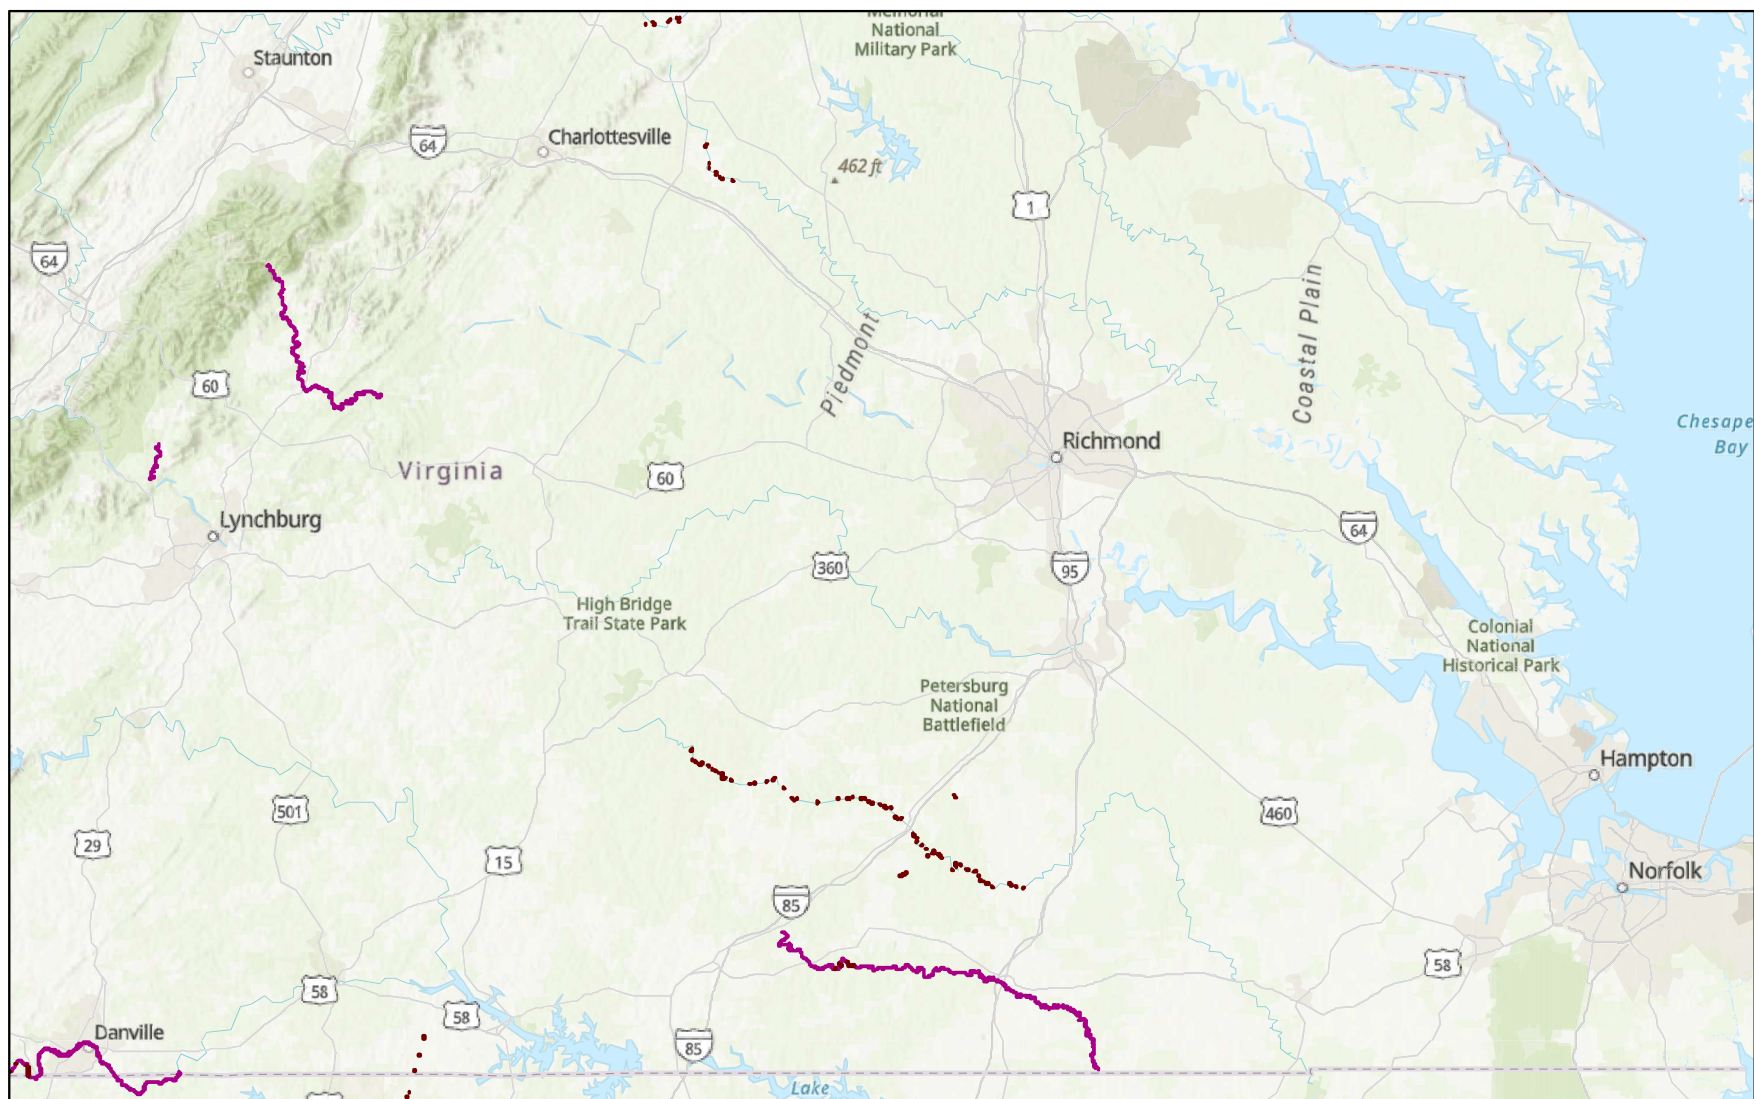 Memorial
National
Military Park
Staunton
64
Charlottesville
462 ft
1
64
Piedmont
Coastal Plain
60
Virginia
60
Richmond
Chesape
Bay
Lynchburg
360
95
64
High Bridge
Trail State Park
Colonial
National
Historical Park
Petersburg
National
Battlefield
Hampton
501
29
15
460
Norfolk
85
58
58
58
Danville
85
Lake